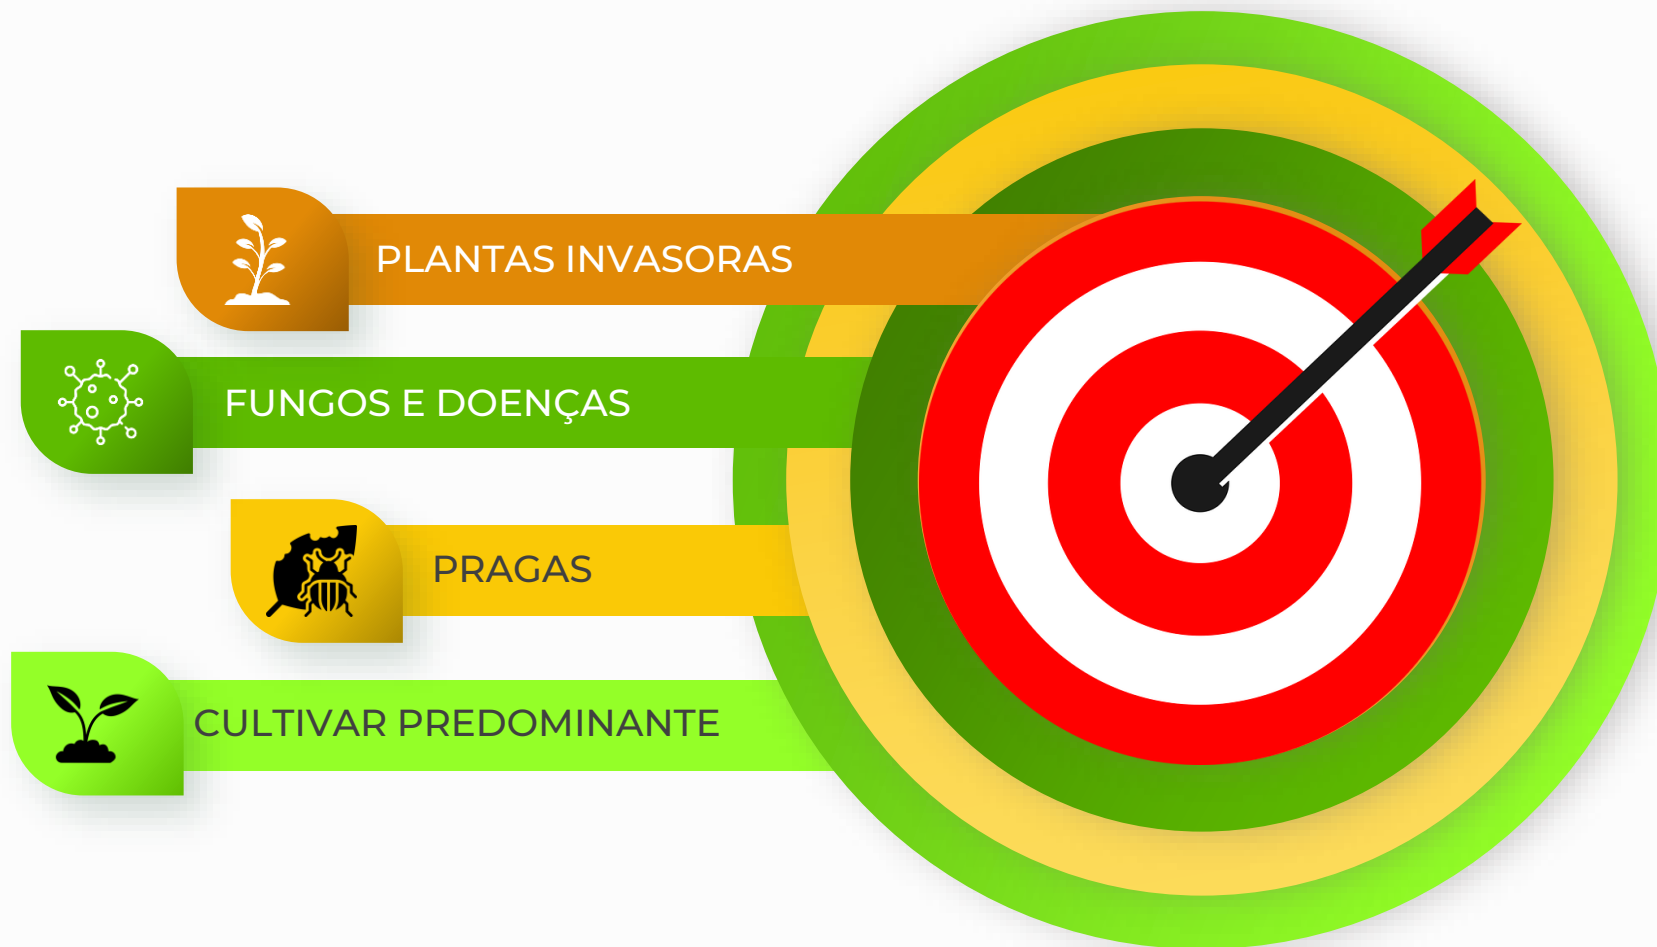 PLANTAS INVASORAS
FUNGOS E DOENÇAS
PRAGAS
CULTIVAR PREDOMINANTE